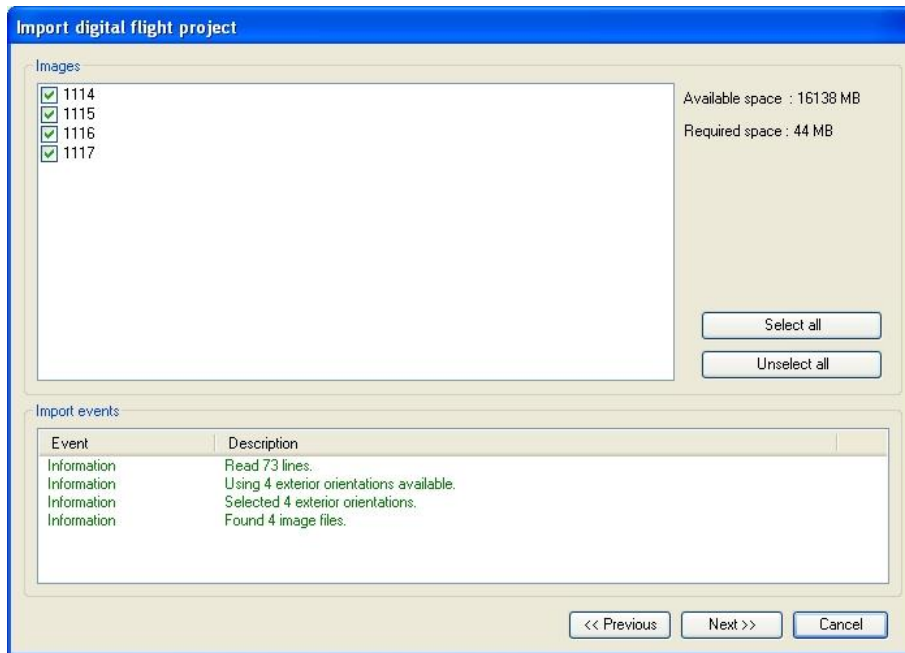 Import digital flight project
Images
1114
1115
1116
1117
Available space : 16138 MB
Required space : 44 MB
Select all
Unselect all
Import events
Event Description
Information Read 73 lines.
Information Using 4 exterior orientations available.
Information Selected 4 exterior orientations.
Information Found 4 image files.
<< Previous Next >> Cancel